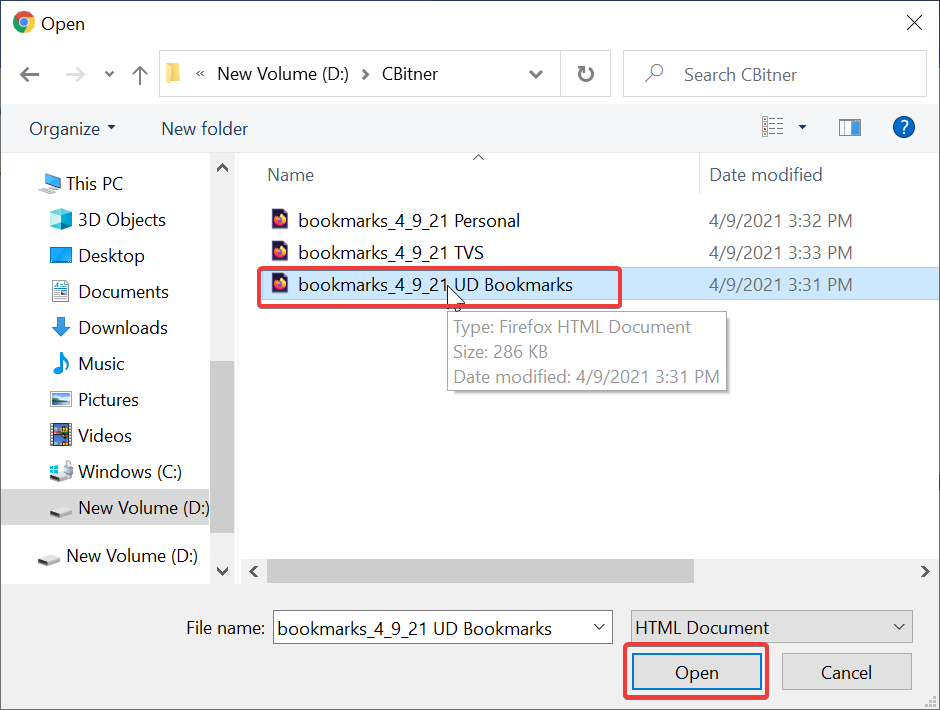 Open
« New Volume (D:) > CBitner
Search CBitner
Organize
New folder
?
Name
Date modified
This PC
3D Objects
Desktop
Documents
Downloads
Music
Pictures
Videos
Windows (C:)
New Volume (D:)
New Volume (D:)
bookmarks_4_9_21 Personal 4/9/2021 3:32 PM
bookmarks_4_9_21 TVS 4/9/2021 3:33 PM
bookmarks_4_9_21 UD Bookmarks 4/9/2021 3:31 PM
Type: Firefox HTML Document
Size: 286 KB
Date modified: 4/9/2021 3:31 PM
File name: bookmarks_4_9_21 UD Bookmarks
HTML Document
Open
Cancel